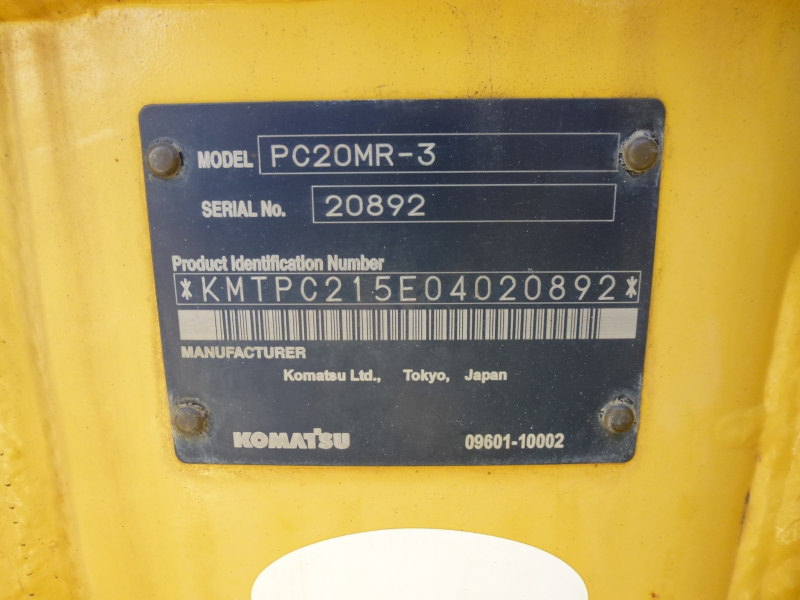 MODEL PC20MR-3
SERIAL No. 20892
Product Identification Number
*KMTPC215E04020892*
MANUFACTURER
Komatsu Ltd., Tokyo, Japan
KOMATSU 09601-10002